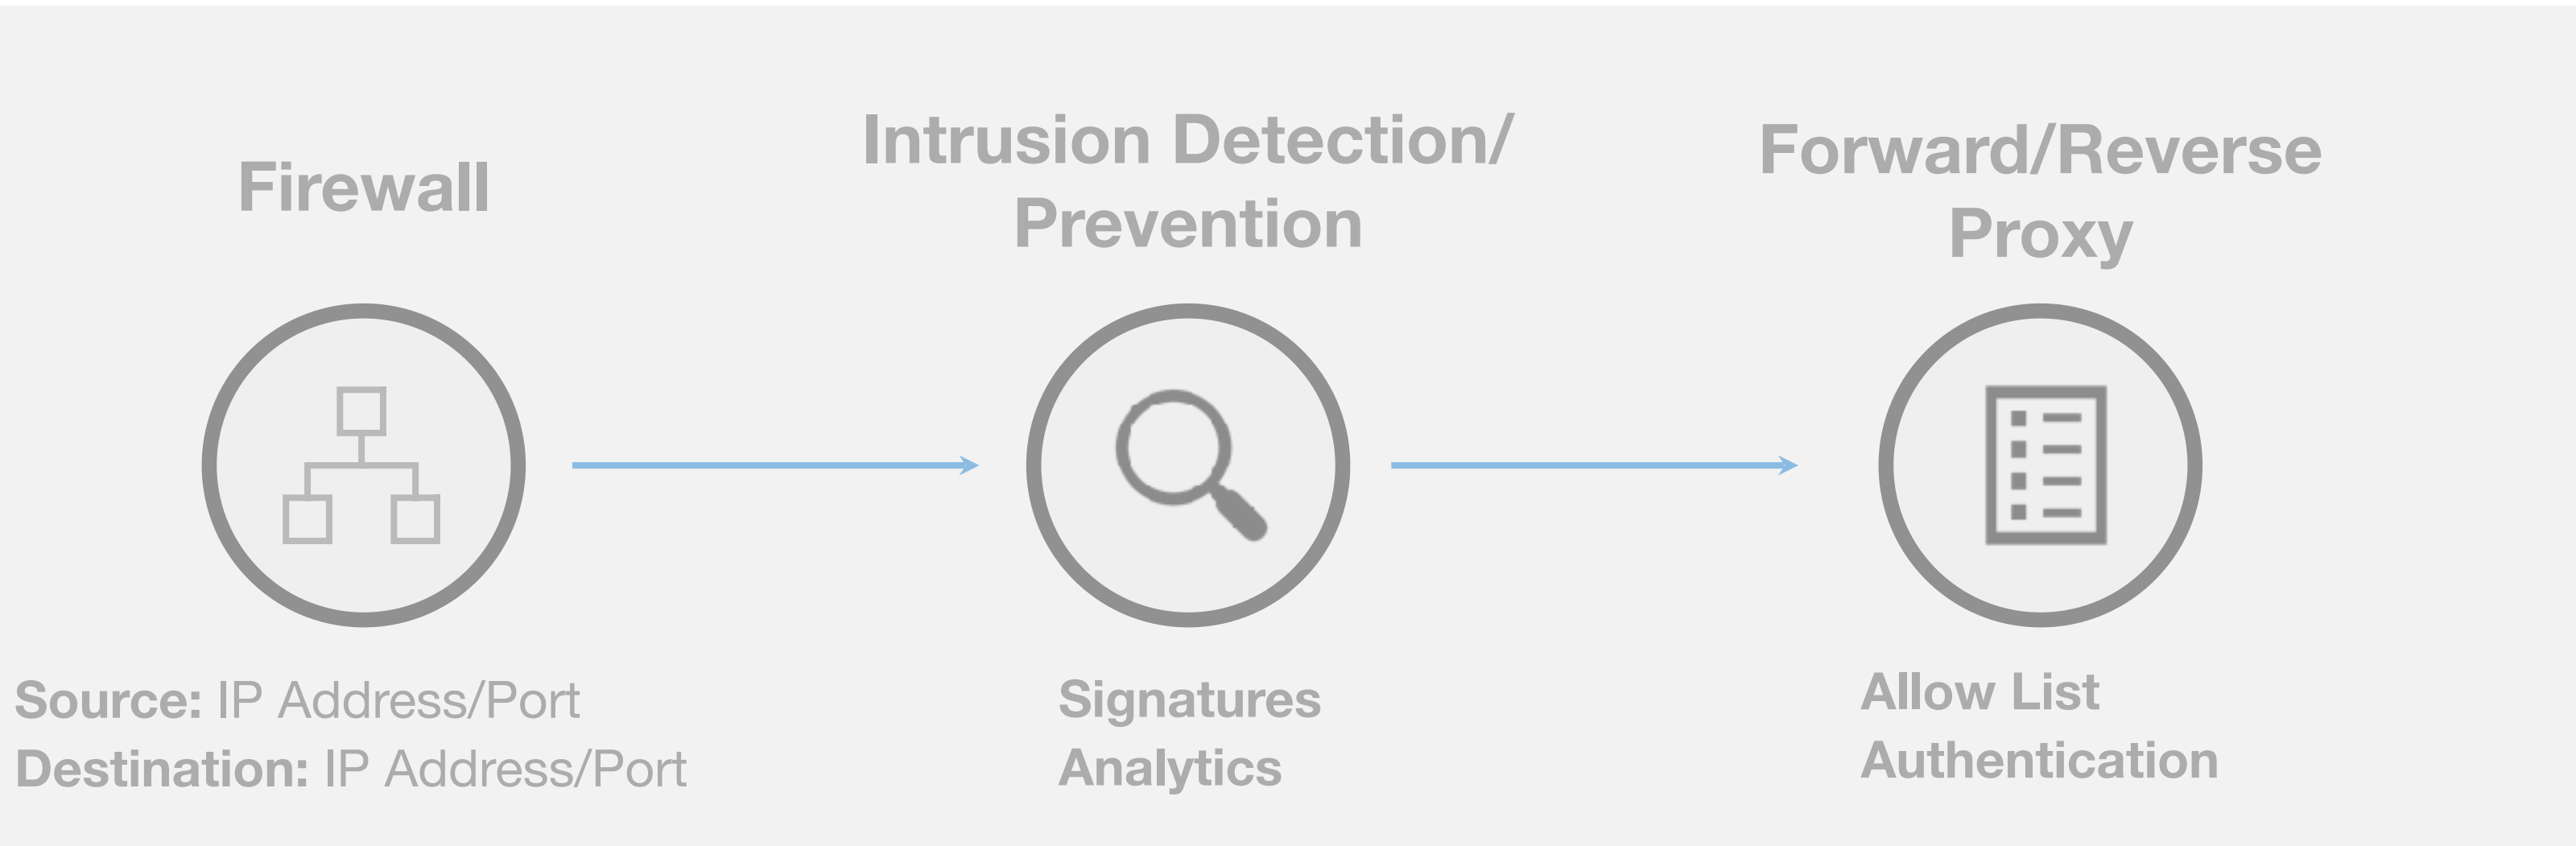 Firewall
Source: IP Address/Port
Destination: IP Address/Port
Intrusion Detection/
Prevention
Signatures
Analytics
Forward/Reverse
Proxy
Allow List
Authentication